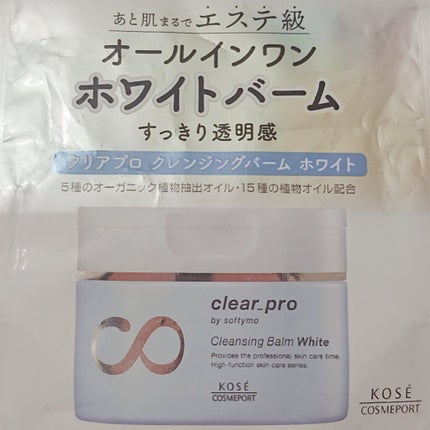 あと肌まるでエステ級
オールインワン
ホワイトバーム
すっきり透明感
クリアプロ クレンジングバーム ホワイト
5種のオーガニック植物抽出オイル・15種の植物オイル配合
clear_pro
by softymo
Cleansing Balm White
Provides the professional skin care time.
High-function skin care series.
KOSÉ
COSMEPORT
KOSÉ
COSMEPORT